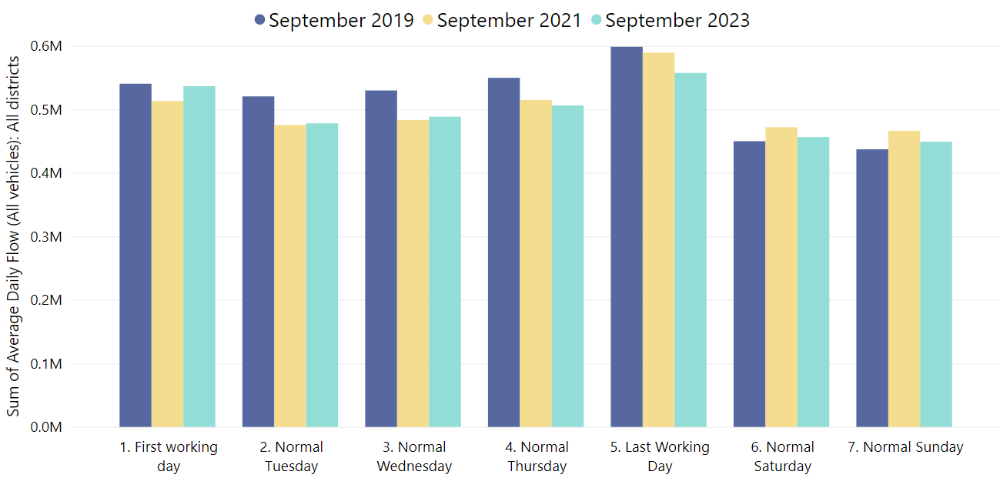 September 2019 September 2021 September 2023
Sum of Average Daily Flow (All vehicles): All districts
0.6M
0.5M
0.4M
0.3M
0.2M
0.1M
0.0M
1. First working
day
2. Normal
Tuesday
3. Normal
Wednesday
4. Normal
Thursday
5. Last Working
Day
6. Normal
Saturday
7. Normal Sunday